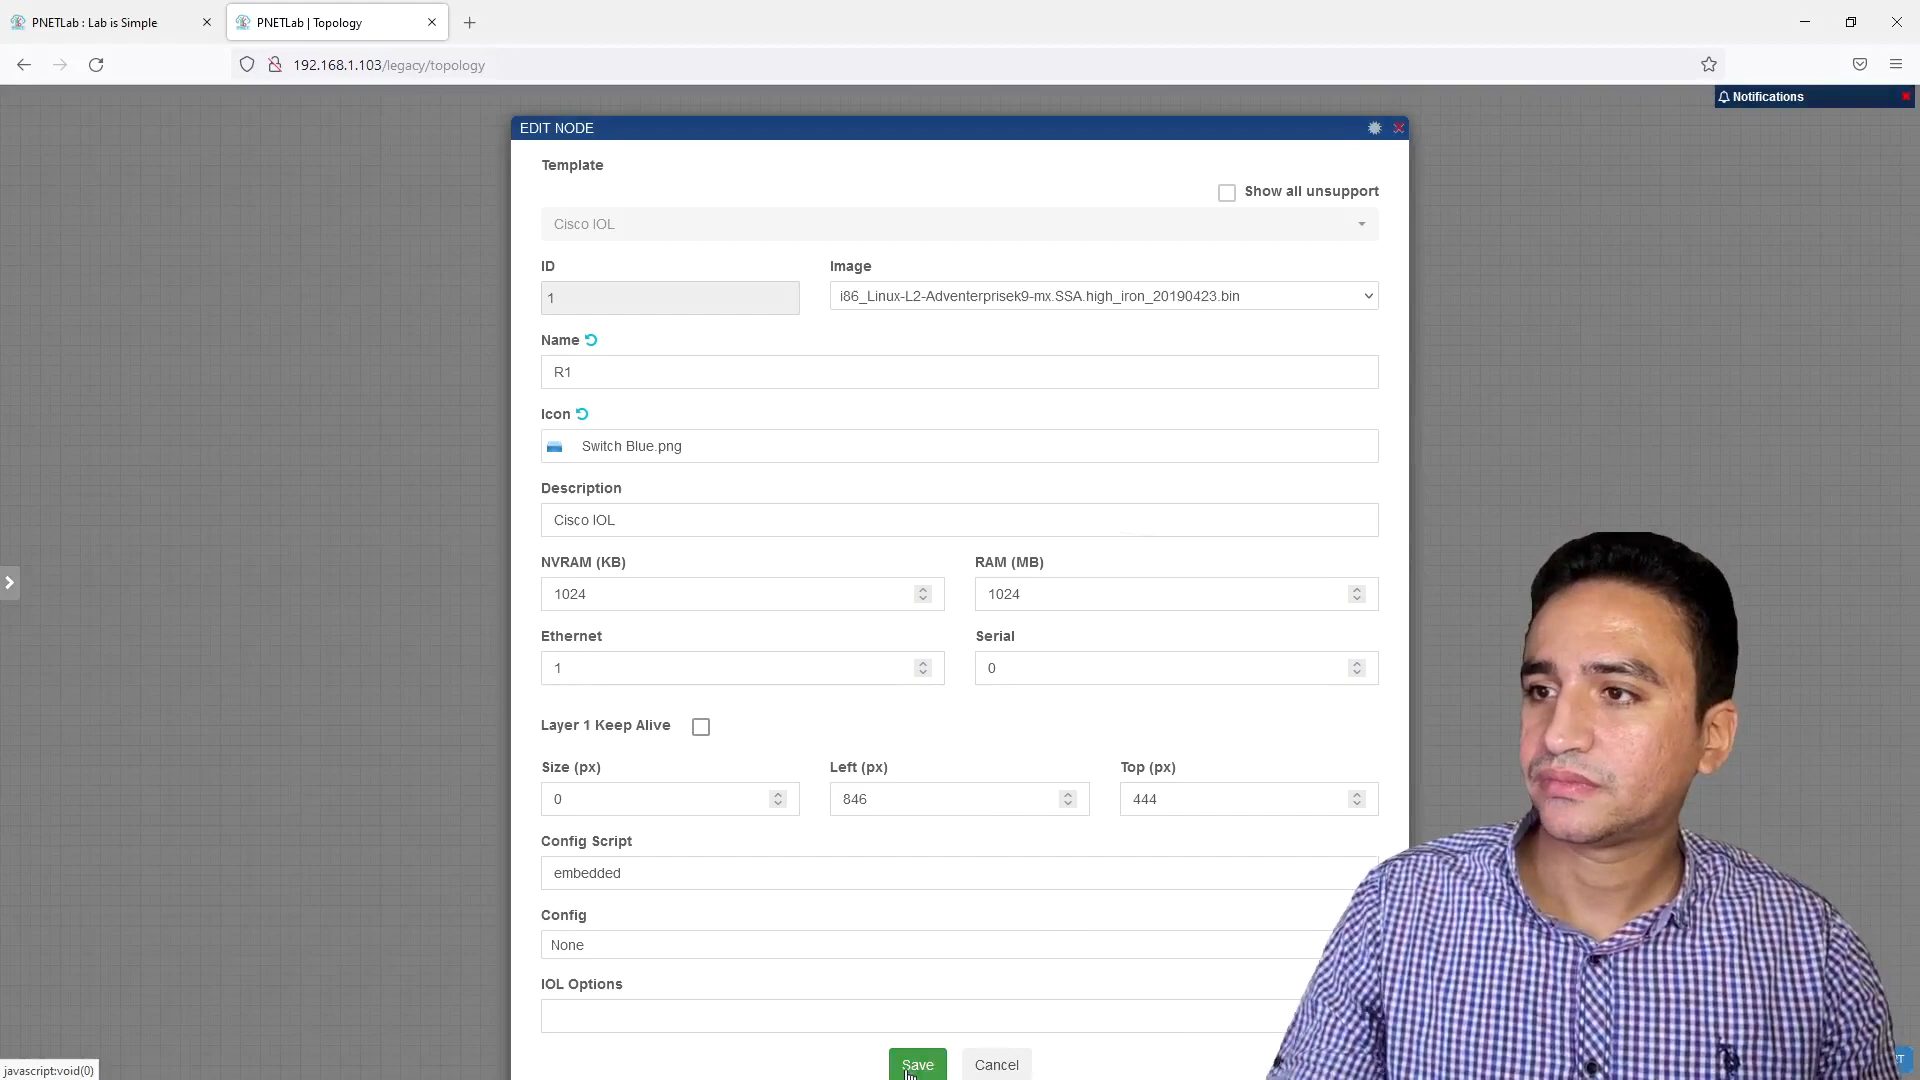 PNETLab : Lab is Simple
PNETLab | Topology
192.168.1.103/legacy/topology
Notifications
EDIT NODE
Template
Show all unsupport
Cisco IOL
ID
Image
1
i86_Linux-L2-Adventerprisek9-mx.SSA.high_iron_20190423.bin
Name
R1
Icon
Switch Blue.png
Description
Cisco IOL
NVRAM (KB)
RAM (MB)
1024
1024
Ethernet
Serial
1
0
Layer 1 Keep Alive
Size (px)
Left (px)
Top (px)
0
846
444
Config Script
embedded
Config
None
IOL Options
Save
Cancel
javascript:void(0)